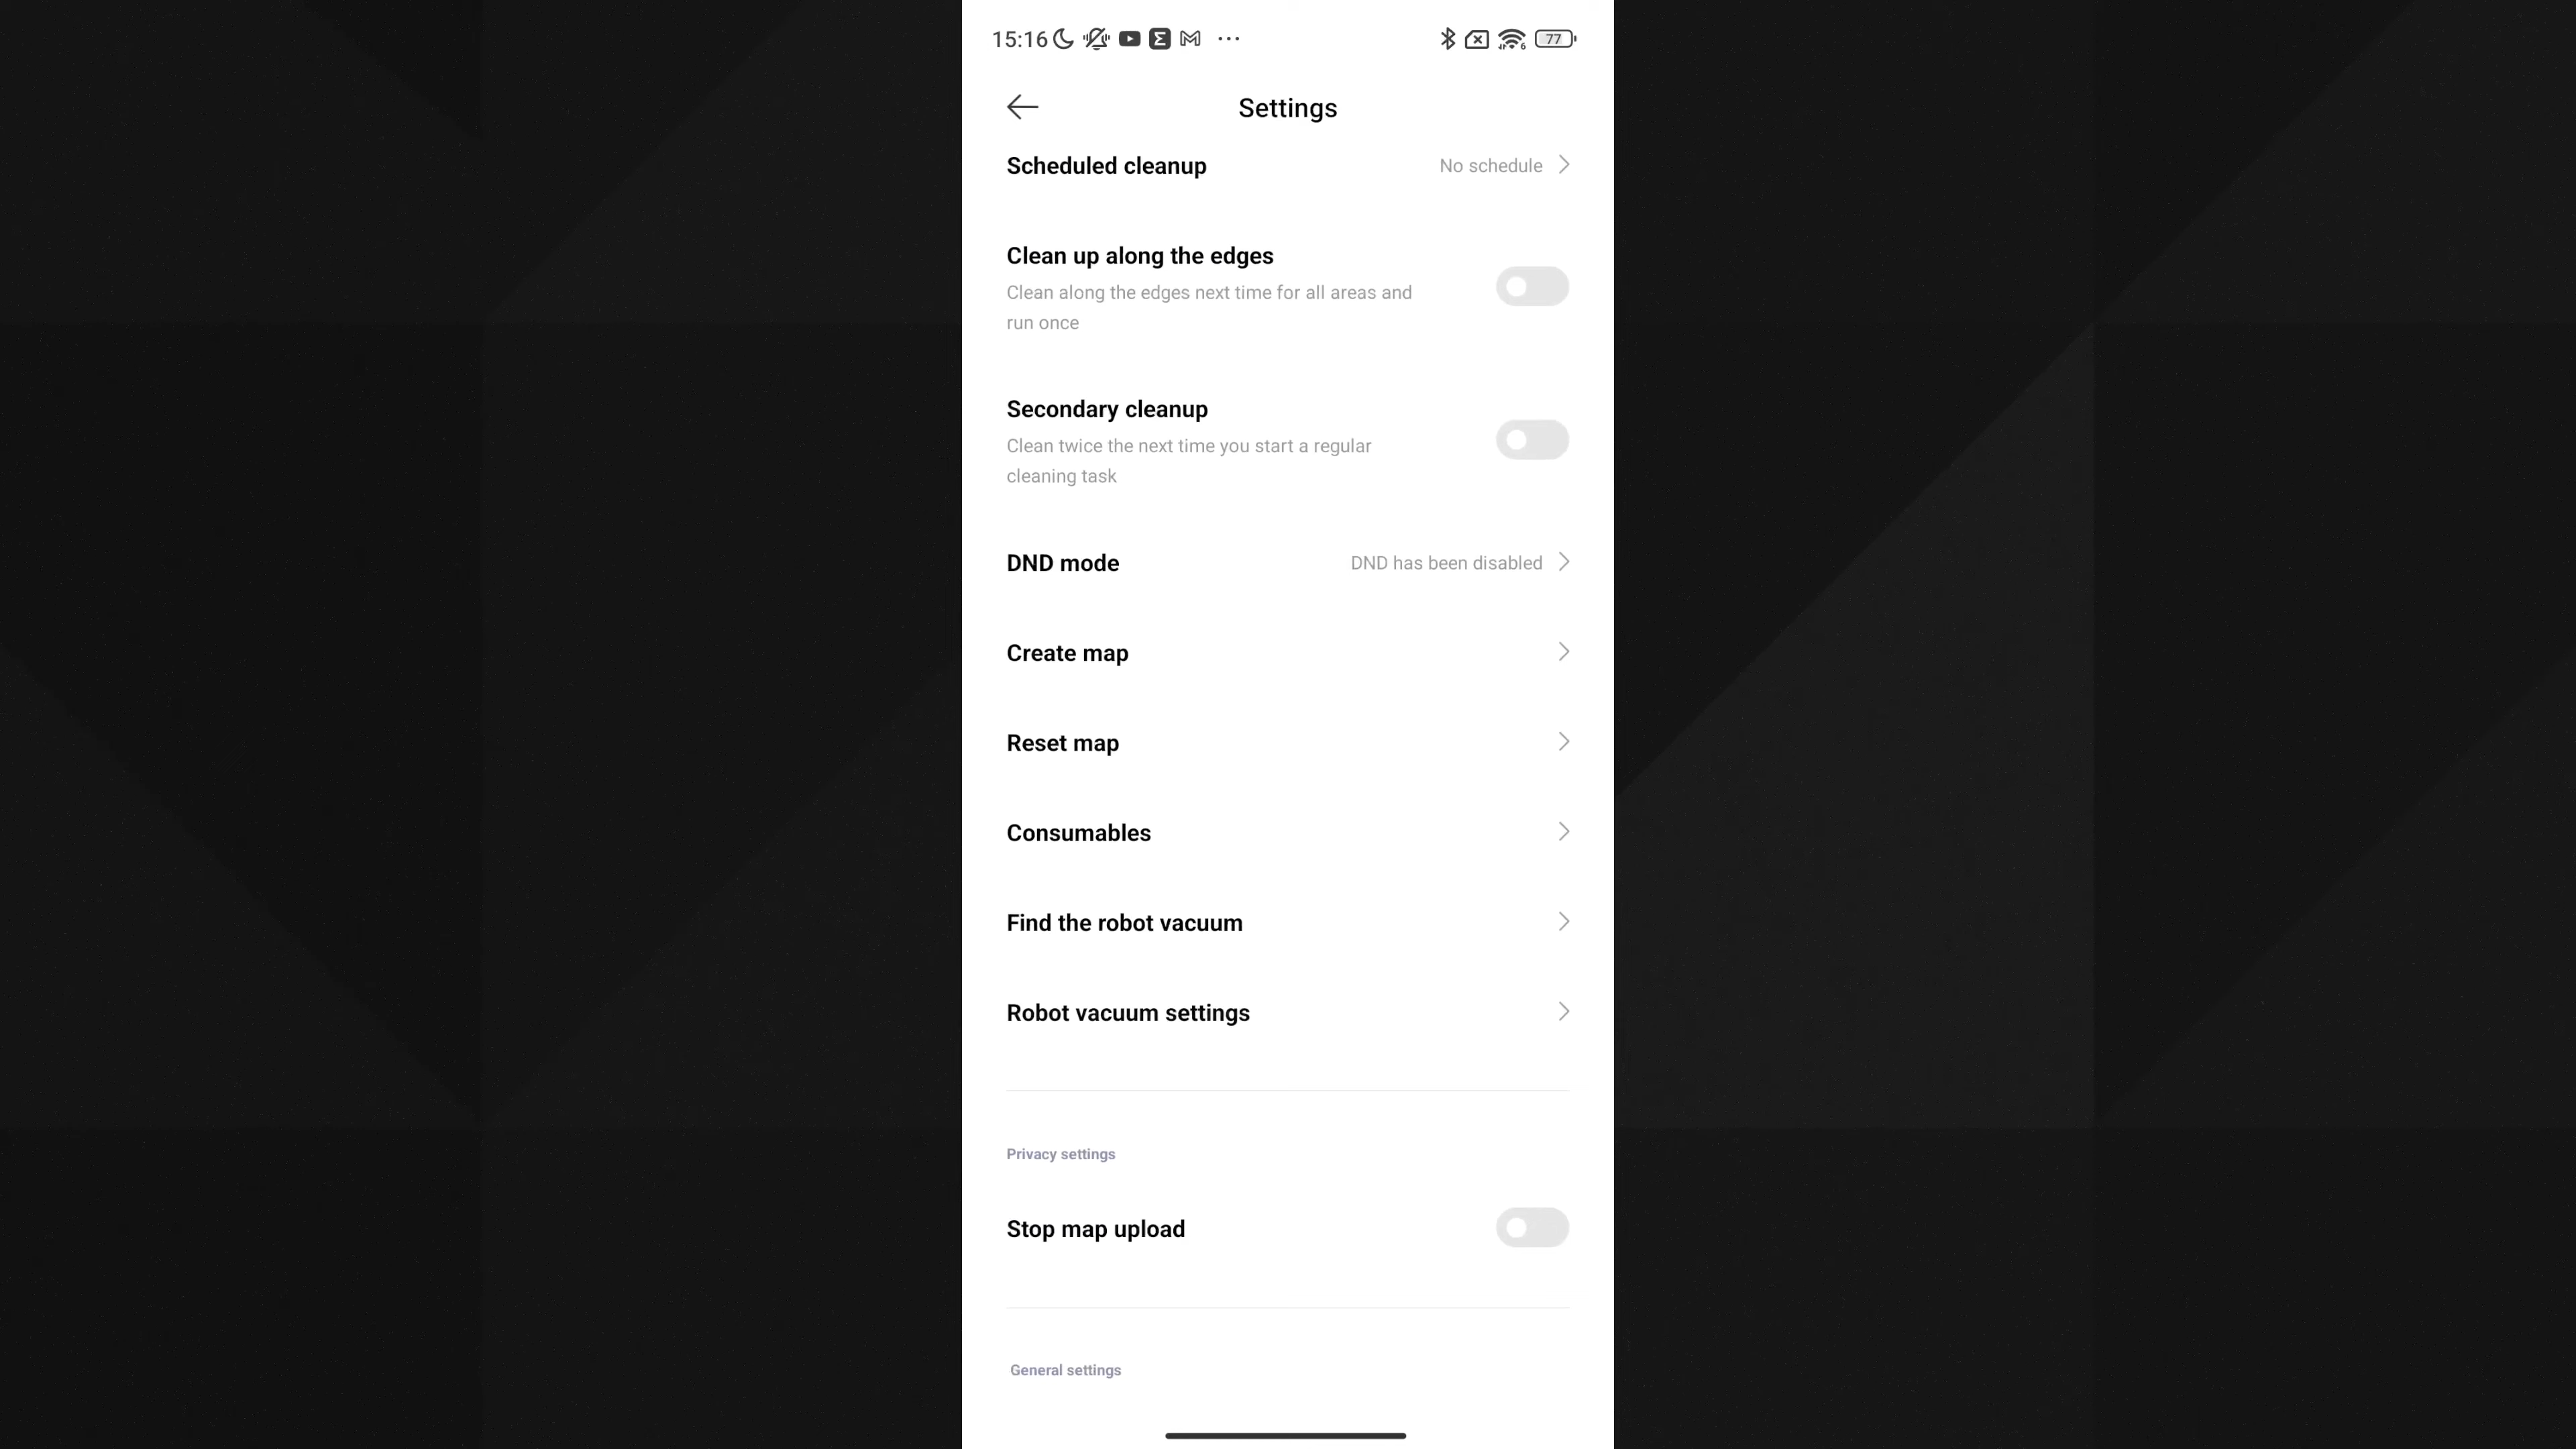 15:16
77
Settings
Scheduled cleanup No schedule
Clean up along the edges
Clean along the edges next time for all areas and
run once
Secondary cleanup
Clean twice the next time you start a regular
cleaning task
DND mode DND has been disabled
Create map
Reset map
Consumables
Find the robot vacuum
Robot vacuum settings
Privacy settings
Stop map upload
General settings